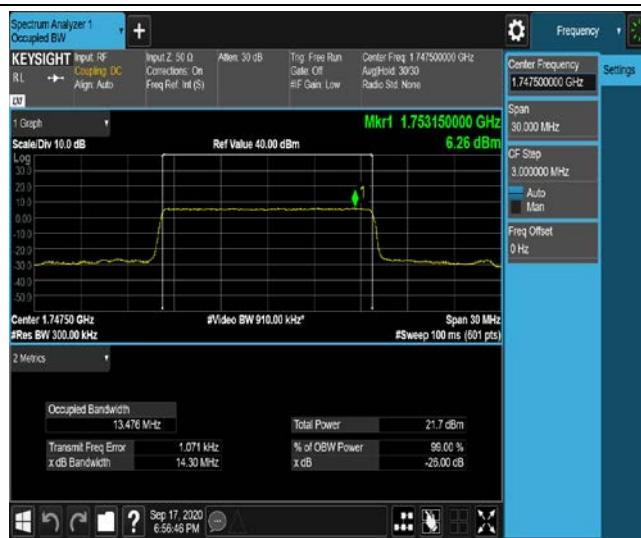 Spectrum Analyzer 1
Occupied BW
Frequency
KEYSIGHT
Input: RF
Input Z: 50 Ω
Atten: 30 dB
Trig: Free Run
Center Freq: 1.747500000 GHz
RL
Coupling: DC
Corrections: On
Gate: Off
Avg|Hold: 30/30
Align: Auto
Freq Ref: Int (S)
#IF Gain: Low
Radio Std: None
Center Frequency
1.747500000 GHz
Settings
Span
30.000 MHz
CF Step
3.000000 MHz
Auto
Man
Freq Offset
0 Hz
1 Graph
Mkr1 1.753150000 GHz
Scale/Div 10.0 dB
Ref Value 40.00 dBm
6.26 dBm
Log
30.0
20.0
10.0
0.00
-10.0
-20.0
-30.0
-40.0
-50.0
1
Center 1.74750 GHz
#Video BW 910.00 kHz*
Span 30 MHz
#Res BW 300.00 kHz
#Sweep 100 ms (601 pts)
2 Metrics
Occupied Bandwidth
13.476 MHz
Total Power
21.7 dBm
Transmit Freq Error
1.071 kHz
% of OBW Power
99.00 %
x dB Bandwidth
14.30 MHz
x dB
-26.00 dB
Sep 17, 2020
6:56:46 PM